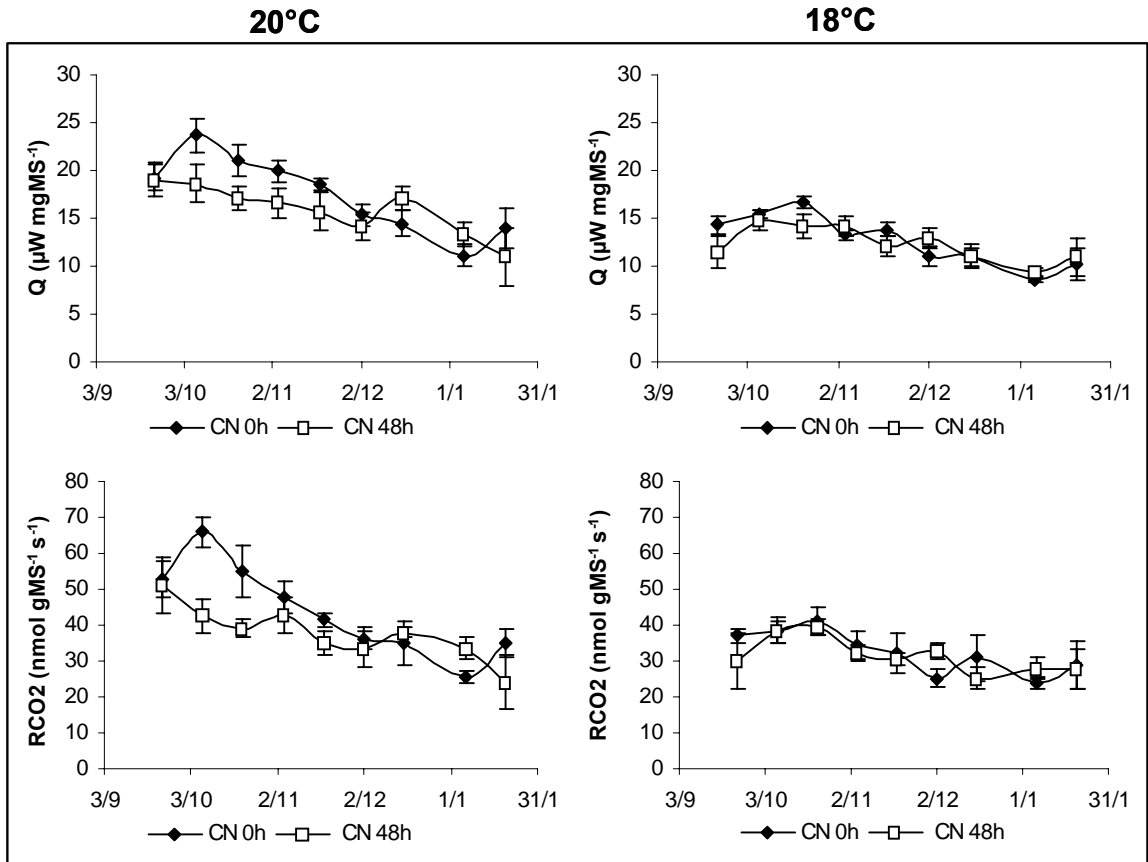 20°C 18°C
30 30
25 25
20 20
15 15
10 10
5 5
0 0
Q (µW mgMS⁻¹) Q (µW mgMS⁻¹)
3/9 3/10 2/11 2/12 1/1 31/1 3/9 3/10 2/11 2/12 1/1 31/1
CN 0h CN 48h CN 0h CN 48h
80 80
70 70
60 60
50 50
40 40
30 30
20 20
10 10
0 0
RCO2 (nmol gMS⁻¹ s⁻¹) RCO2 (nmol gMS⁻¹ s⁻¹)
3/9 3/10 2/11 2/12 1/1 31/1 3/9 3/10 2/11 2/12 1/1 31/1
CN 0h CN 48h CN 0h CN 48h